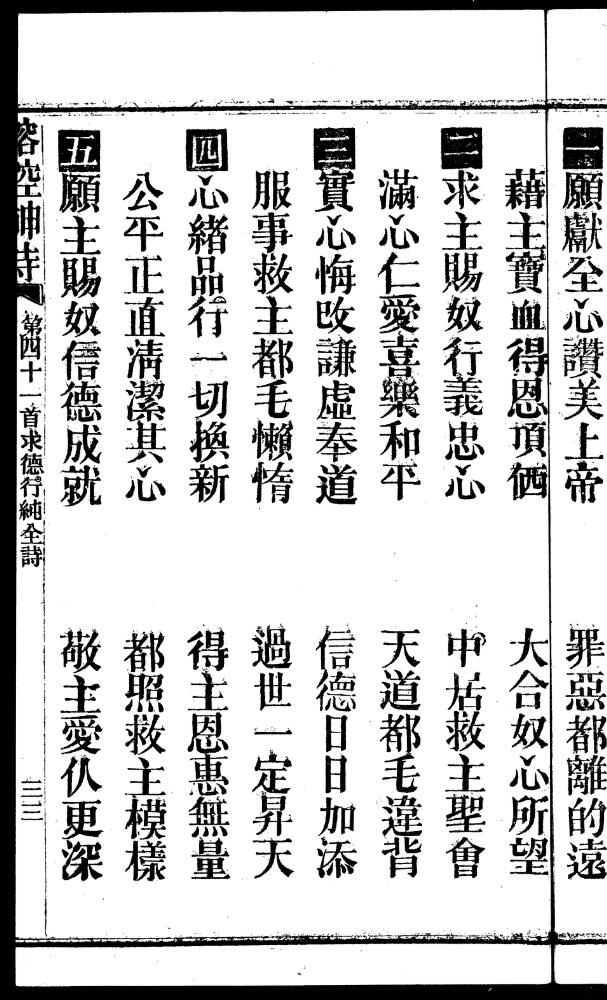 一 願獻全心讚美上帝 罪惡都離的遠
藉主寶血得恩項俩 大合奴心所望
二 求主賜奴行義忠心 中居救主聖會
滿心仁愛喜樂和平 天道都毛違背
三 實心悔改謙虛奉道 信德日日加添
服事救主都毛懶惰 過世一定昇天
四 心緒品行一切換新 得主恩惠無量
公平正直清潔其心 都照救主模樣
五 願主賜奴信德成就 敬主愛仇更深
榕空神詩 第四十一首求德行純全詩 三三